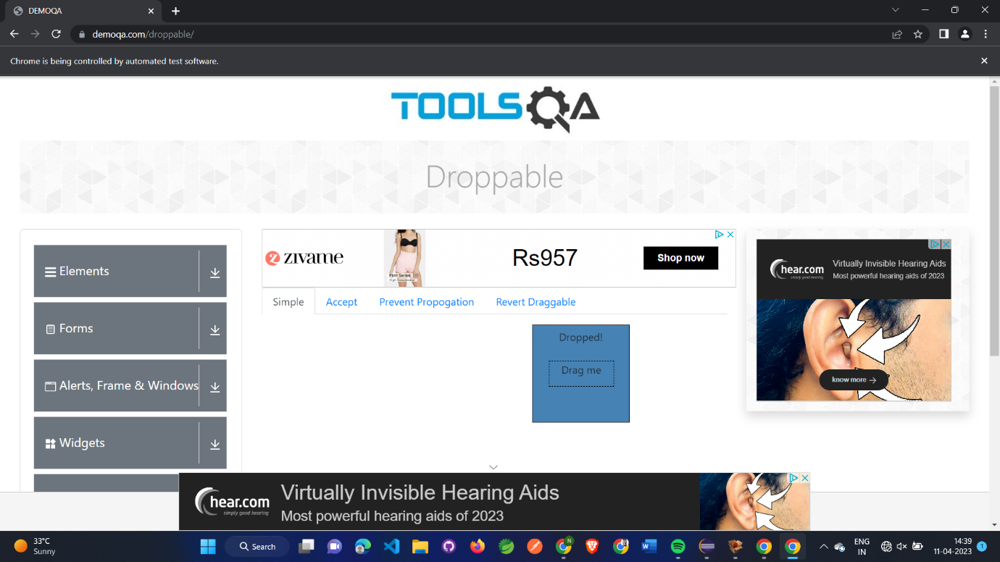 DEMOQA
demoqa.com/droppable/
Chrome is being controlled by automated test software.
TOOLSQA
Droppable
Elements
Forms
Alerts, Frame & Windows
Widgets
ZIVAME
Firm Series
High Compression
Rs957
Shop now
Simple
Accept
Prevent Propogation
Revert Draggable
Dropped!
Drag me
hear.com
simply good hearing
Virtually Invisible Hearing Aids
Most powerful hearing aids of 2023
know more
hear.com
simply good hearing
Virtually Invisible Hearing Aids
Most powerful hearing aids of 2023
33°C
Sunny
Search
N
W
ENG
IN
14:39
11-04-2023
1